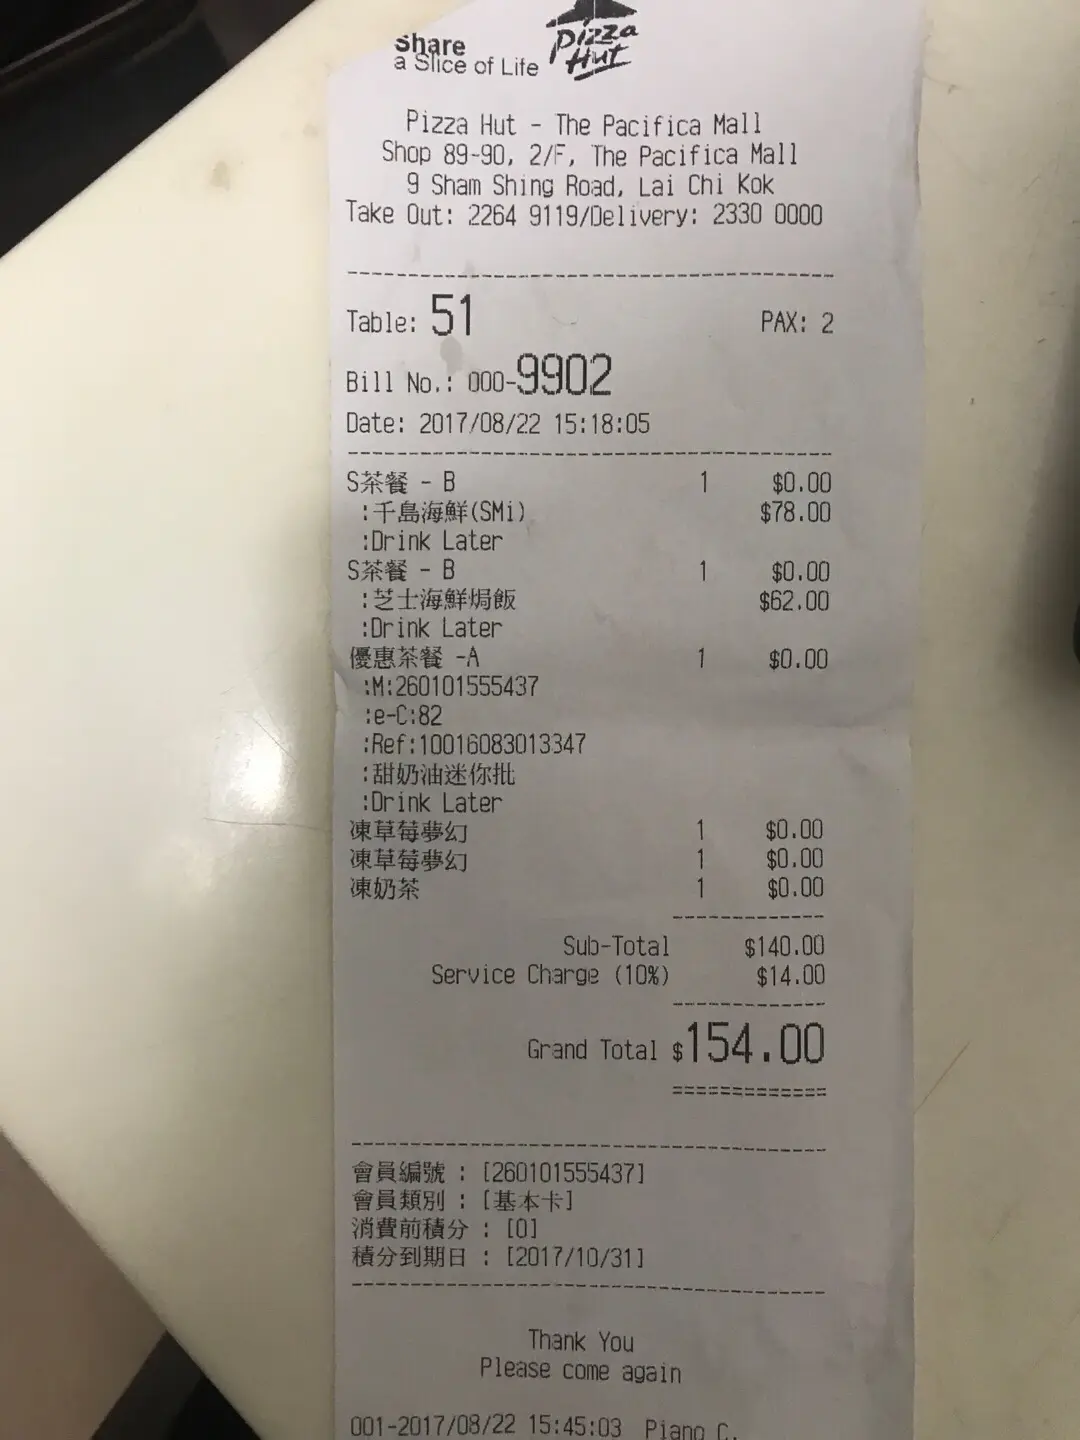 Share
a Slice of Life
Pizza
Hut
Pizza Hut - The Pacifica Mall
Shop 89-90, 2/F, The Pacifica Mall
9 Sham Shing Road, Lai Chi Kok
Take Out: 2264 9119/Delivery: 2330 0000
Table: 51 PAX: 2
Bill No.: 000-9902
Date: 2017/08/22 15:18:05
S茶餐 - B 1 $0.00
:千島海鮮(SMi) $78.00
:Drink Later
S茶餐 - B 1 $0.00
:芝士海鮮焗飯 $62.00
:Drink Later
優惠茶餐 -A 1 $0.00
:M:260101555437
:e-C:82
:Ref:10016083013347
:甜奶油迷你批
:Drink Later
凍草莓夢幻 1 $0.00
凍草莓夢幻 1 $0.00
凍奶茶 1 $0.00
Sub-Total $140.00
Service Charge (10%) $14.00
Grand Total $154.00
會員編號 : [260101555437]
會員類別 : [基本卡]
消費前積分 : [0]
積分到期日 : [2017/10/31]
Thank You
Please come again
001-2017/08/22 15:45:03 Piano C.